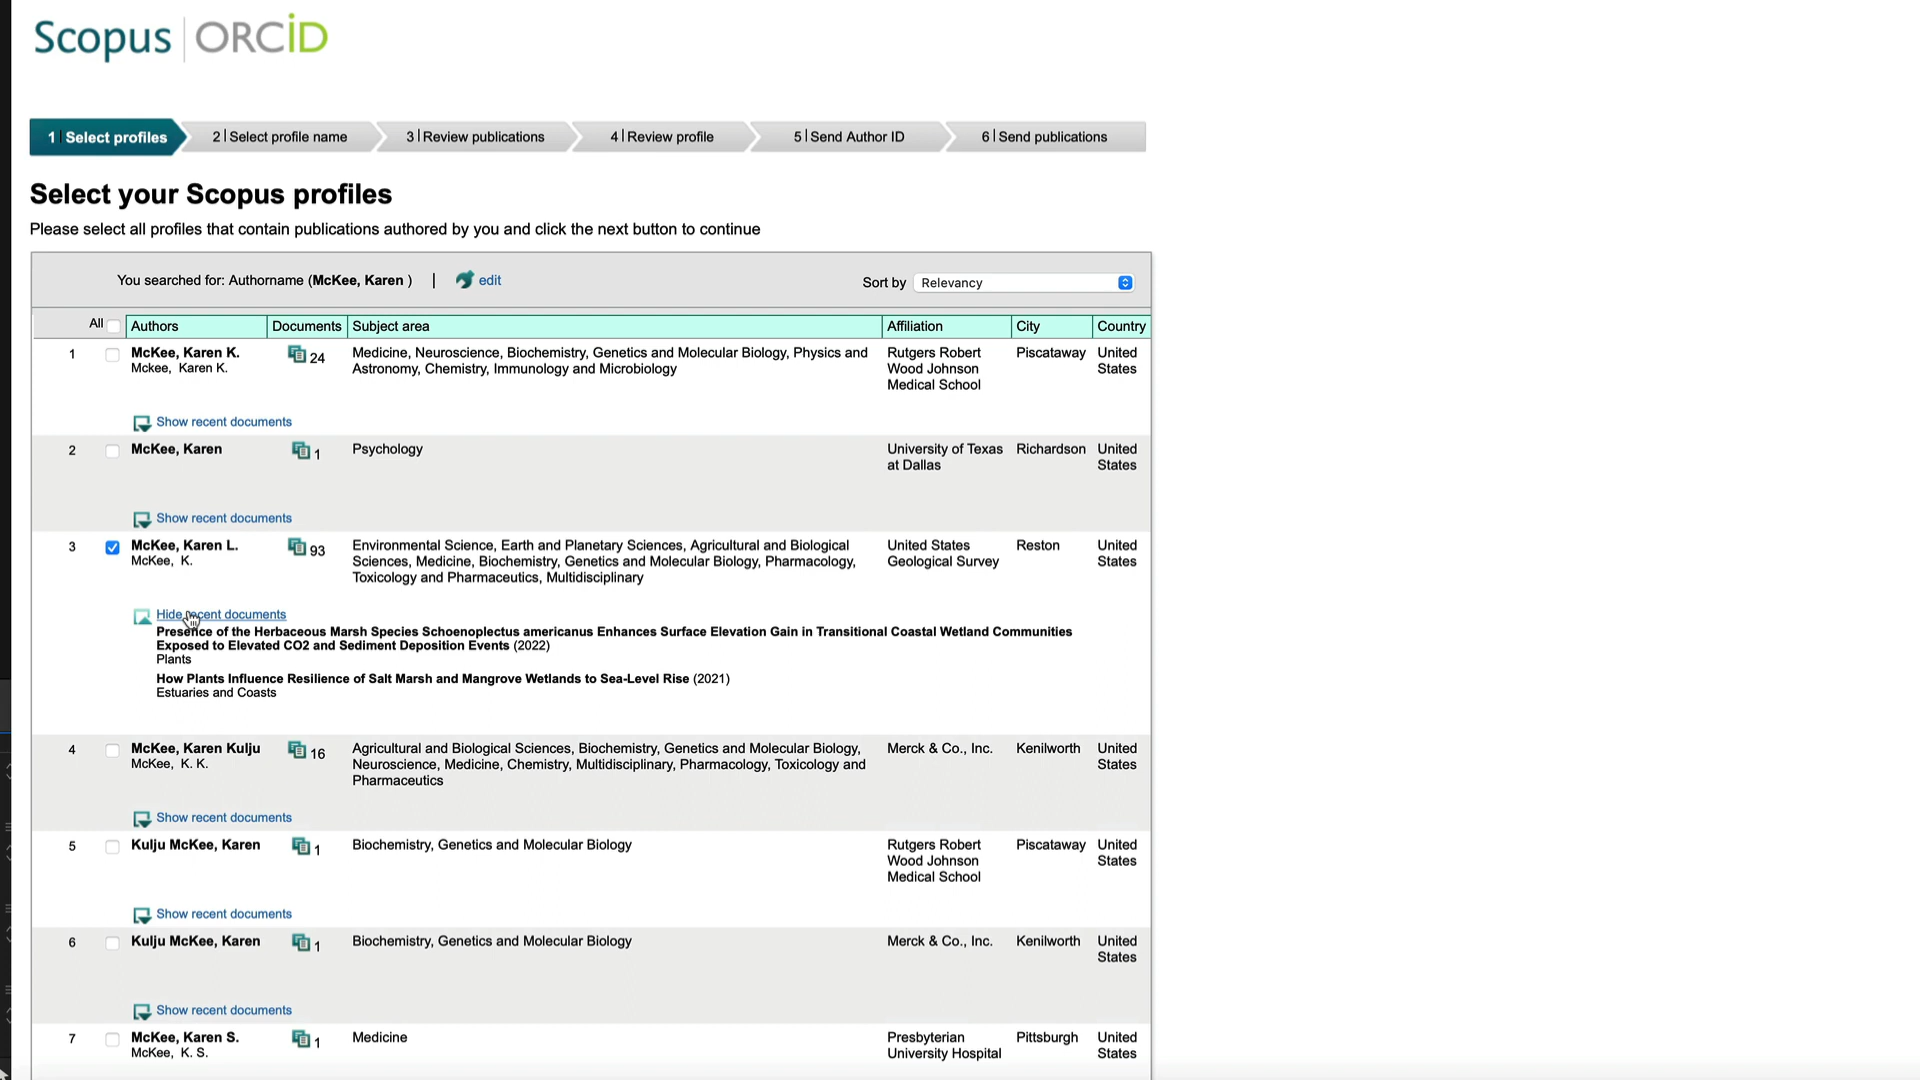 Scopus | ORCiD
1 | Select profiles 2 | Select profile name 3 | Review publications 4 | Review profile 5 | Send Author ID 6 | Send publications
Select your Scopus profiles
Please select all profiles that contain publications authored by you and click the next button to continue
You searched for: Authorname (McKee, Karen ) | edit Sort by Relevancy
All Authors Documents Subject area Affiliation City Country
1 McKee, Karen K. 24 Medicine, Neuroscience, Biochemistry, Genetics and Molecular Biology, Physics and Rutgers Robert Piscataway United
Mckee, Karen K. Astronomy, Chemistry, Immunology and Microbiology Wood Johnson States
Medical School
Show recent documents
2 McKee, Karen 1 Psychology University of Texas Richardson United
at Dallas States
Show recent documents
3 McKee, Karen L. 93 Environmental Science, Earth and Planetary Sciences, Agricultural and Biological United States Reston United
McKee, K. Sciences, Medicine, Biochemistry, Genetics and Molecular Biology, Pharmacology, Geological Survey States
Toxicology and Pharmaceutics, Multidisciplinary
Hide recent documents
Presence of the Herbaceous Marsh Species Schoenoplectus americanus Enhances Surface Elevation Gain in Transitional Coastal Wetland Communities
Exposed to Elevated CO2 and Sediment Deposition Events (2022)
Plants
How Plants Influence Resilience of Salt Marsh and Mangrove Wetlands to Sea-Level Rise (2021)
Estuaries and Coasts
4 McKee, Karen Kulju 16 Agricultural and Biological Sciences, Biochemistry, Genetics and Molecular Biology, Merck & Co., Inc. Kenilworth United
McKee, K. K. Neuroscience, Medicine, Chemistry, Multidisciplinary, Pharmacology, Toxicology and States
Pharmaceutics
Show recent documents
5 Kulju McKee, Karen 1 Biochemistry, Genetics and Molecular Biology Rutgers Robert Piscataway United
Wood Johnson States
Medical School
Show recent documents
6 Kulju McKee, Karen 1 Biochemistry, Genetics and Molecular Biology Merck & Co., Inc. Kenilworth United
States
Show recent documents
7 McKee, Karen S. 1 Medicine Presbyterian Pittsburgh United
McKee, K. S. University Hospital States